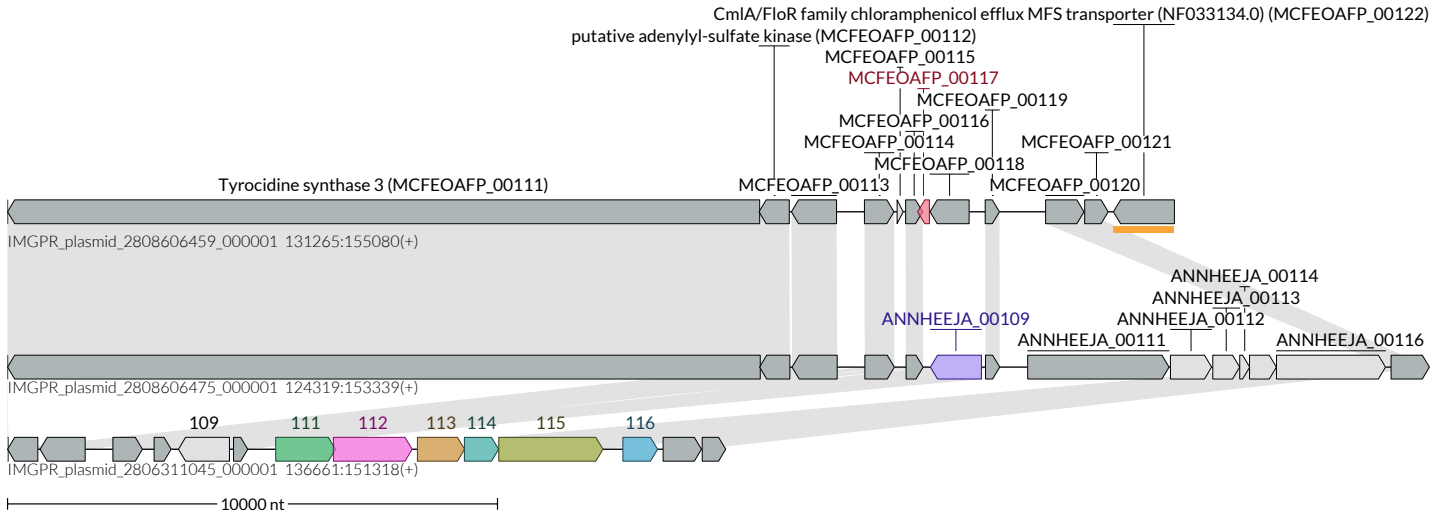 CmlA/FloR family chloramphenicol efflux MFS transporter (NF033134.0) (MCFEOAFP_00122)
putative adenylyl-sulfate kinase (MCFEOAFP_00112)
MCFEOAFP_00115
MCFEOAFP_00117
MCFEOAFP_00119
MCFEOAFP_00116
MCFEOAFP_00114 MCFEOAFP_00121
MCFEOAFP_00118
Tyrocidine synthase 3 (MCFEOAFP_00111) MCFEOAFP_00113 MCFEOAFP_00120
IMGPR_plasmid_2808606459_000001 131265:155080(+)
ANNHEEJA_00114
ANNHEEJA_00113
ANNHEEJA_00109 ANNHEEJA_00112
ANNHEEJA_00111 ANNHEEJA_00116
IMGPR_plasmid_2808606475_000001 124319:153339(+)
109 111 112 113 114 115 116
IMGPR_plasmid_2806311045_000001 136661:151318(+)
10000 nt